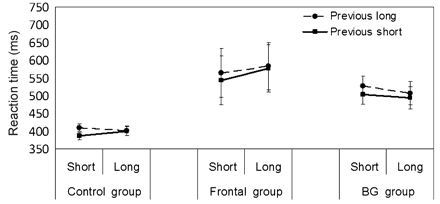 750
700
650
600
550
500
450
400
350
Reaction time (ms)
Previous long
Previous short
Short Long Short Long Short Long
Control group Frontal group BG group